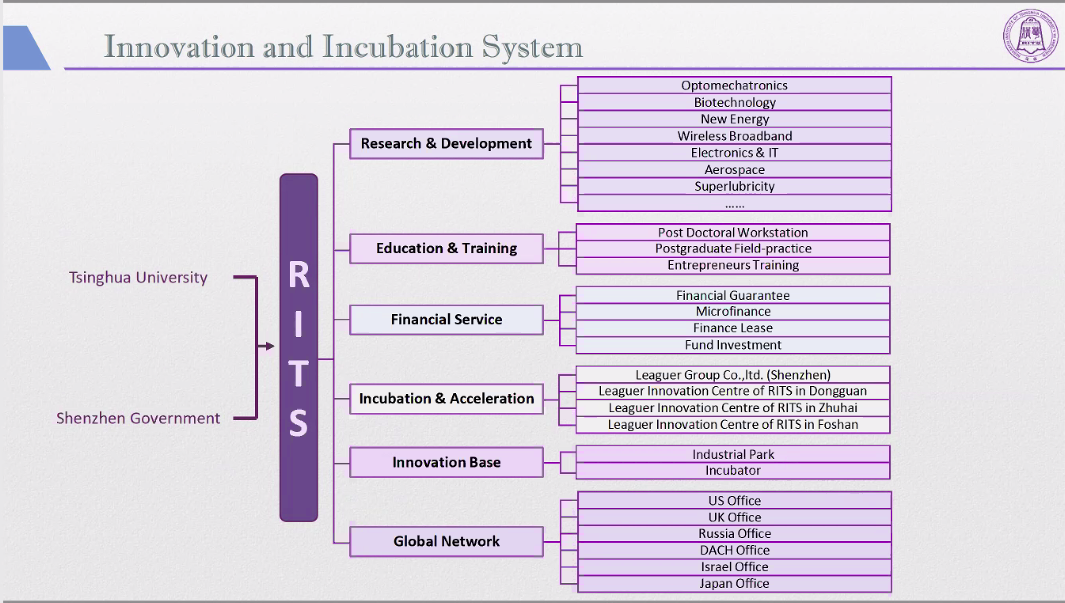 Innovation and Incubation System
Tsinghua University
Shenzhen Government
R
I
T
S
Research & Development
Optomechatronics
Biotechnology
New Energy
Wireless Broadband
Electronics & IT
Aerospace
Superlubricity
......
Education & Training
Post Doctoral Workstation
Postgraduate Field-practice
Entrepreneurs Training
Financial Service
Financial Guarantee
Microfinance
Finance Lease
Fund Investment
Incubation & Acceleration
Leaguer Group Co.,ltd. (Shenzhen)
Leaguer Innovation Centre of RITS in Dongguan
Leaguer Innovation Centre of RITS in Zhuhai
Leaguer Innovation Centre of RITS in Foshan
Innovation Base
Industrial Park
Incubator
Global Network
US Office
UK Office
Russia Office
DACH Office
Israel Office
Japan Office